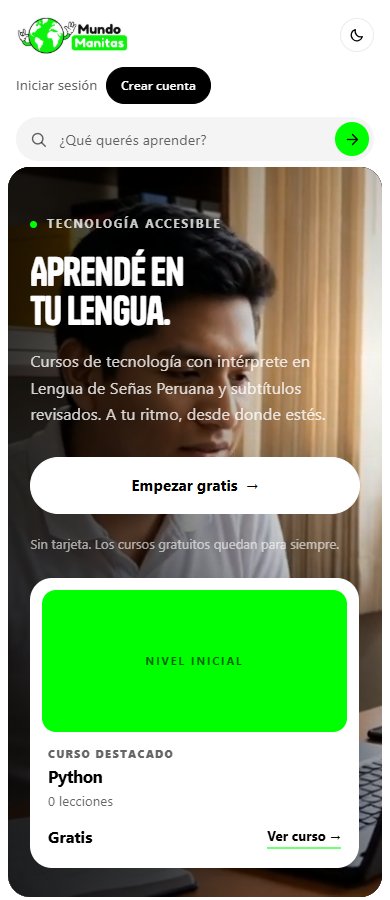 Mundo
Manitas
Iniciar sesión
Crear cuenta
¿Qué querés aprender?
TECNOLOGÍA ACCESIBLE
APRENDÉ EN
TU LENGUA.
Cursos de tecnología con intérprete en
Lengua de Señas Peruana y subtítulos
revisados. A tu ritmo, desde donde estés.
Empezar gratis →
Sin tarjeta. Los cursos gratuitos quedan para siempre.
NIVEL INICIAL
CURSO DESTACADO
Python
0 lecciones
Gratis
Ver curso →